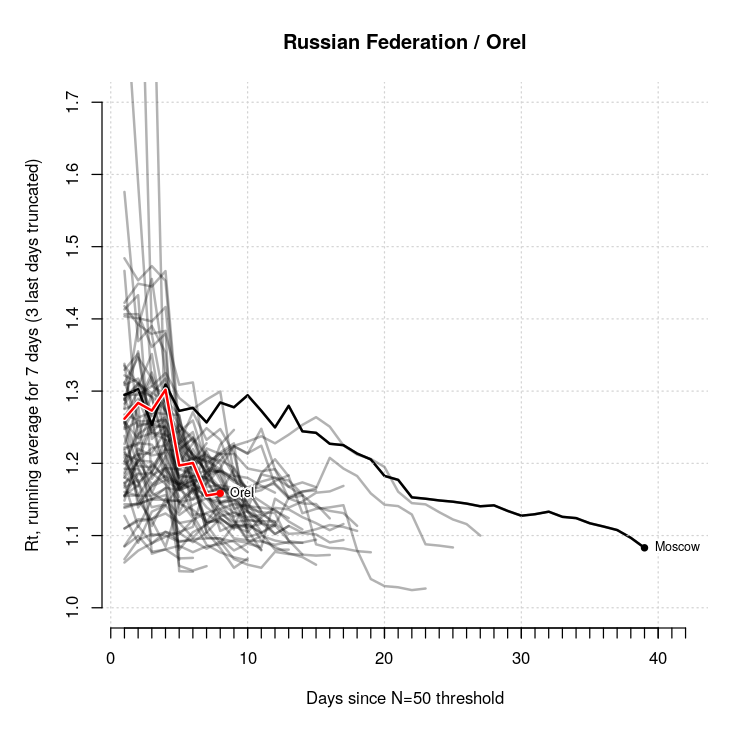 Russian Federation / Orel
Rt, running average for 7 days (3 last days truncated)
1.7
1.6
1.5
1.4
1.3
1.2
1.1
1.0
Orel
Moscow
0
10
20
30
40
Days since N=50 threshold